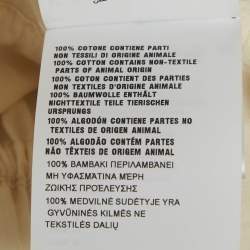 100% COTONE CONTIENE PARTI
NON TESSILI DI ORIGINE ANIMALE
100% COTTON CONTAINS NON-TEXTILE
PARTS OF ANIMAL ORIGIN
100% COTON CONTIENT DES PARTIES
NON TEXTILES D'ORIGINE ANIMALE
100% BAUMWOLLE ENTHÄLT
NICHTTEXTILE TEILE TIERISCHEN
URSPRUNGS
100% ALGODÓN CONTIENE PARTES NO
TEXTILES DE ORIGEN ANIMAL
100% ALGODÃO CONTÉM PARTES
NÃO TÊXTEIS DE ORIGEM ANIMAL
100% ΒΑΜΒΑΚΙ ΠΕΡΙΛΑΜΒΑΝΕΙ
ΜΗ ΥΦΑΣΜΑΤΙΝΑ ΜΈΡΗ
ΖΩΙΚΗΣ ΠΡΟΕΛΕΥΣΗΣ
100% MEDVILNĖ SUDĖTYJE YRA
GYVŪNINĖS KILMĖS NE
TEKSTILĖS DALIŲ